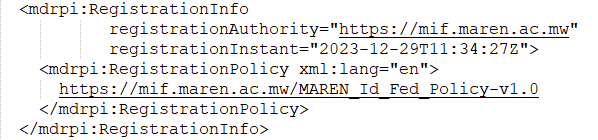 <mdrpi:RegistrationInfo
registrationAuthority="https://mif.maren.ac.mw"
registrationInstant="2023-12-29T11:34:27Z">
<mdrpi:RegistrationPolicy xml:lang="en">
https://mif.maren.ac.mw/MAREN_Id_Fed_Policy-v1.0
</mdrpi:RegistrationPolicy>
</mdrpi:RegistrationInfo>